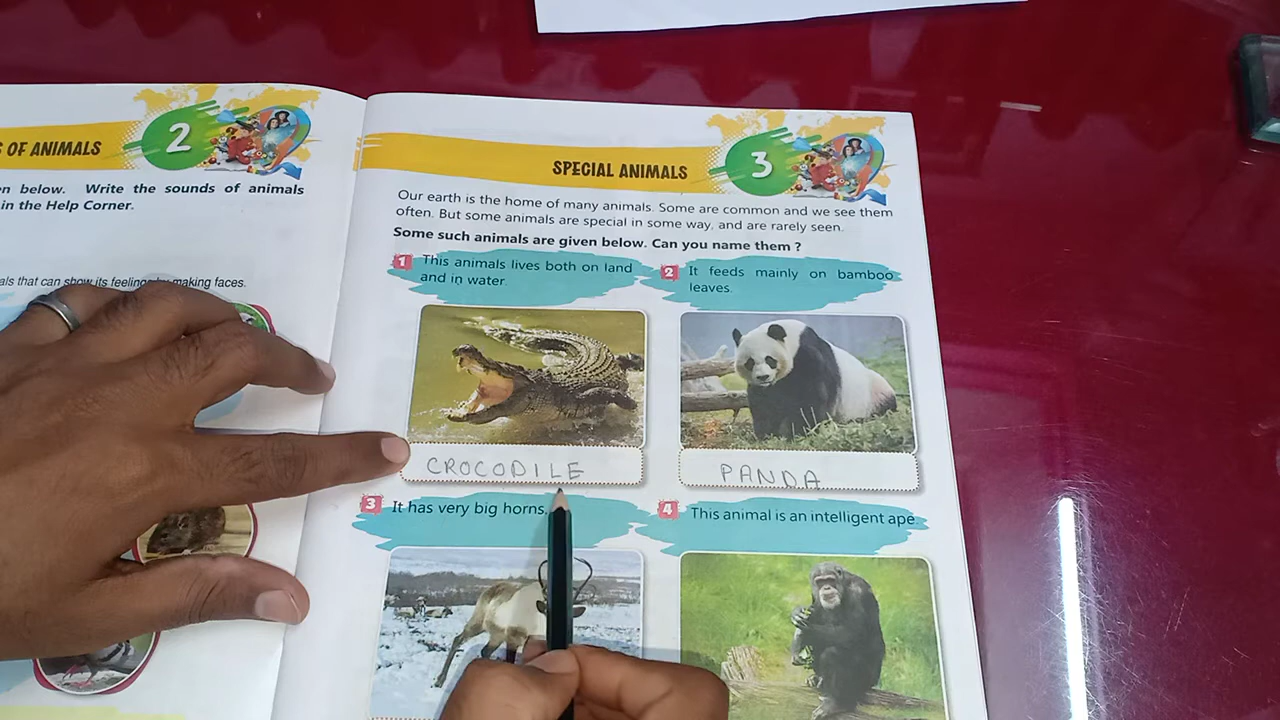 S OF ANIMALS
2
en below. Write the sounds of animals
in the Help Corner.
als that can show its feelings by making faces.
SPECIAL ANIMALS
3
Our earth is the home of many animals. Some are common and we see them
often. But some animals are special in some way, and are rarely seen.
Some such animals are given below. Can you name them ?
1 This animals lives both on land
and in water.
2 It feeds mainly on bamboo
leaves.
CROCODILE
PANDA
3 It has very big horns.
4 This animal is an intelligent ape.